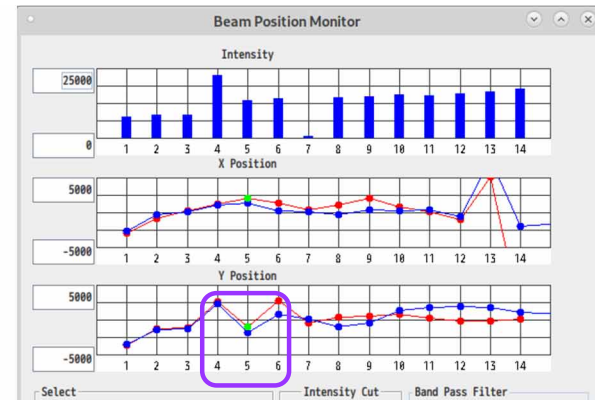 Beam Position Monitor
Intensity
25000
0
1 2 3 4 5 6 7 8 9 10 11 12 13 14
X Position
5000
-5000
1 2 3 4 5 6 7 8 9 10 11 12 13 14
Y Position
5000
-5000
1 2 3 4 5 6 7 8 9 10 11 12 13 14
Select Intensity Cut Band Pass Filter